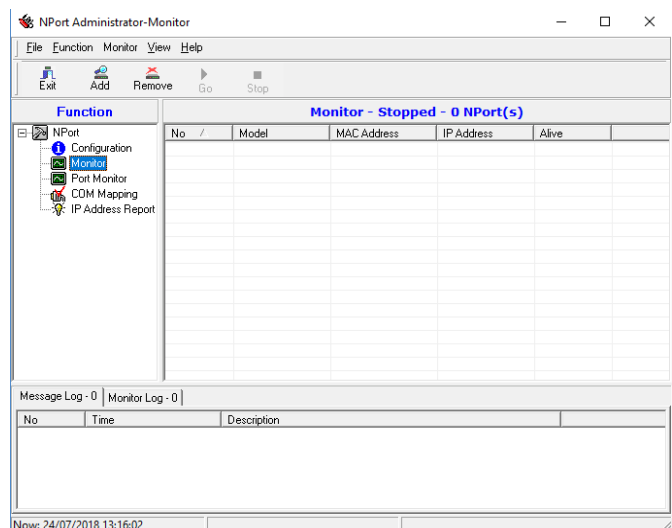 NPort Administrator-Monitor
File Function Monitor View Help
Exit Add Remove Go Stop
Function
Monitor - Stopped - 0 NPort(s)
NPort
Configuration
Monitor
Port Monitor
COM Mapping
IP Address Report
No / Model MAC Address IP Address Alive
Message Log - 0 Monitor Log - 0
No Time Description
Now: 24/07/2018 13:16:02